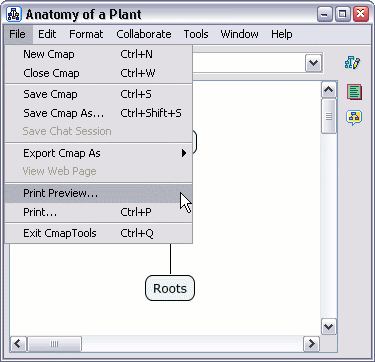 Anatomy of a Plant
File Edit Format Collaborate Tools Window Help
New Cmap Ctrl+N
Close Cmap Ctrl+W
Save Cmap Ctrl+S
Save Cmap As... Ctrl+Shift+S
Save Chat Session
Export Cmap As
View Web Page
Print Preview...
Print... Ctrl+P
Exit CmapTools Ctrl+Q
Roots